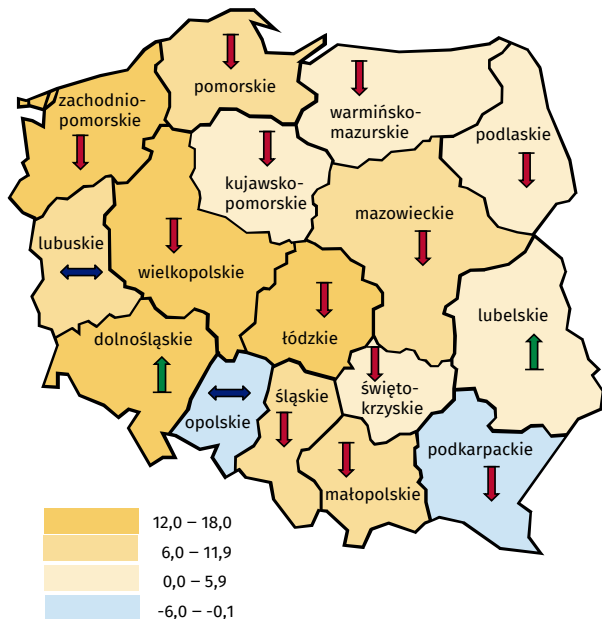 pomorskie
zachodnio-
pomorskie
warmińsko-
mazurskie
podlaskie
kujawsko-
pomorskie
mazowieckie
lubuskie
wielkopolskie
lubelskie
dolnośląskie
łódzkie
śląskie
święto-
krzyskie
opolskie
podkarpackie
małopolskie
12,0 – 18,0
6,0 – 11,9
0,0 – 5,9
-6,0 – -0,1